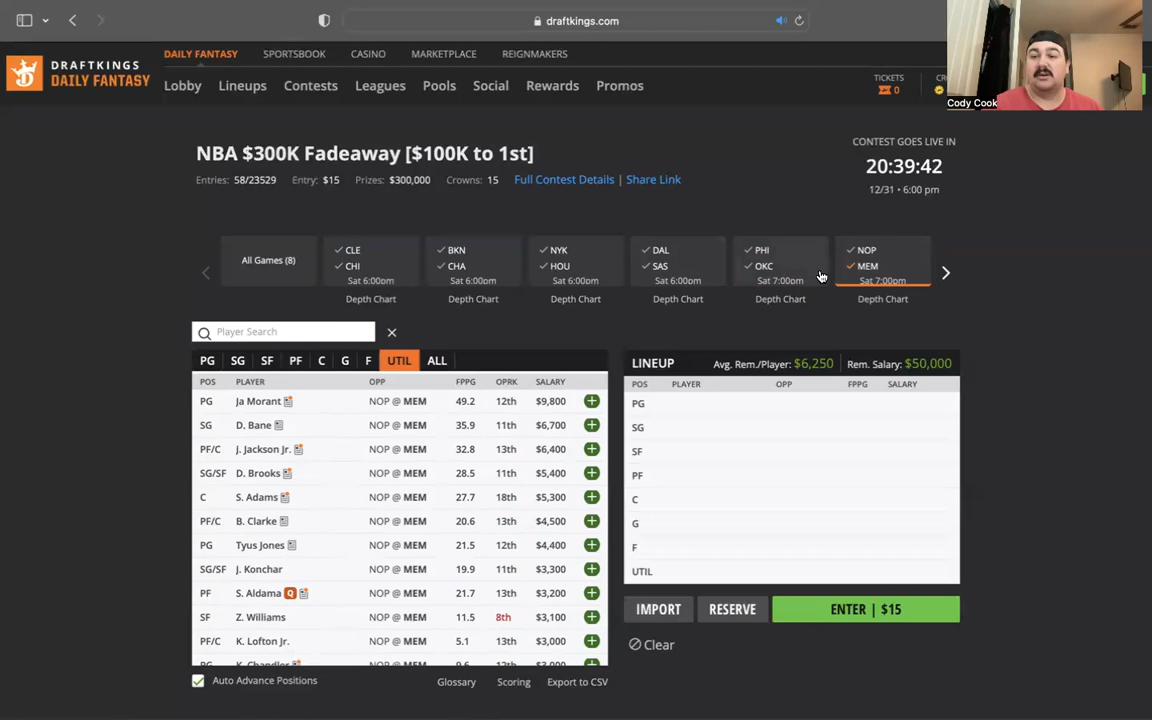 draftkings.com
DRAFTKINGS
DAILY FANTASY
DAILY FANTASY SPORTSBOOK CASINO MARKETPLACE REIGNMAKERS
Lobby Lineups Contests Leagues Pools Social Rewards Promos
TICKETS
0
Cody Cook
NBA $300K Fadeaway [$100K to 1st]
Entries: 58/23529 Entry: $15 Prizes: $300,000 Crowns: 15 Full Contest Details | Share Link
CONTEST GOES LIVE IN
20:39:42
12/31 • 6:00 pm
All Games (8)
CLE
CHI
Sat 6:00pm
Depth Chart
BKN
CHA
Sat 6:00pm
Depth Chart
NYK
HOU
Sat 6:00pm
Depth Chart
DAL
SAS
Sat 6:00pm
Depth Chart
PHI
OKC
Sat 7:00pm
Depth Chart
NOP
MEM
Sat 7:00pm
Depth Chart
Player Search
PG SG SF PF C G F UTIL ALL
POS PLAYER OPP FPPG OPRK SALARY
PG Ja Morant NOP @ MEM 49.2 12th $9,800
SG D. Bane NOP @ MEM 35.9 11th $6,700
PF/C J. Jackson Jr. NOP @ MEM 32.8 13th $6,400
SG/SF D. Brooks NOP @ MEM 28.5 11th $5,400
C S. Adams NOP @ MEM 27.7 18th $5,300
PF/C B. Clarke NOP @ MEM 20.6 13th $4,500
PG Tyus Jones NOP @ MEM 21.5 12th $4,400
SG/SF J. Konchar NOP @ MEM 19.9 11th $3,300
PF S. Aldama Q NOP @ MEM 21.7 13th $3,200
SF Z. Williams NOP @ MEM 11.5 8th $3,100
PF/C K. Lofton Jr. NOP @ MEM 5.1 13th $3,000
PG K. Chandler NOP @ MEM 9.6 12th $3,000
Auto Advance Positions Glossary Scoring Export to CSV
LINEUP Avg. Rem./Player: $6,250 Rem. Salary: $50,000
POS PLAYER OPP FPPG SALARY
PG
SG
SF
PF
C
G
F
UTIL
IMPORT RESERVE ENTER | $15
Clear